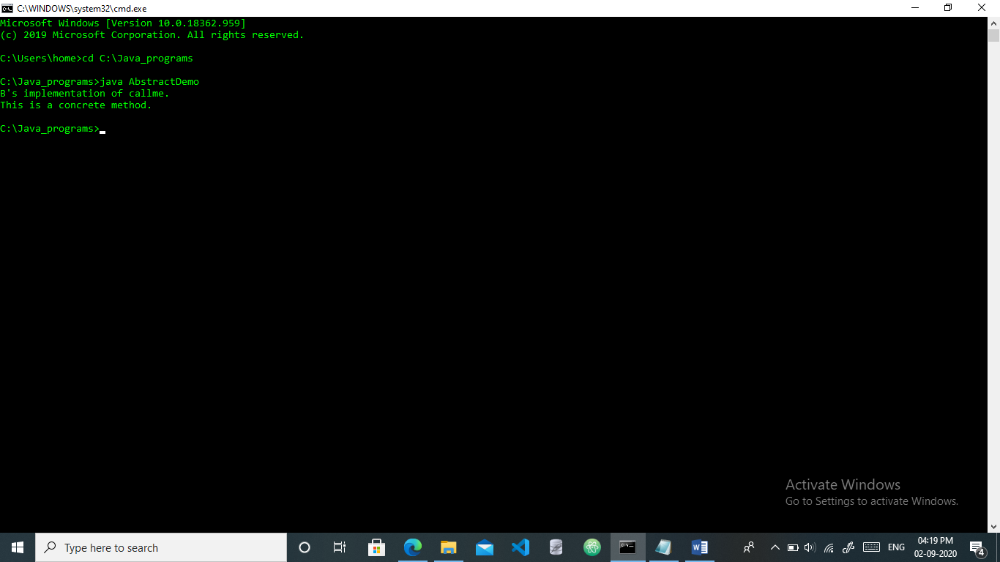 C:\WINDOWS\system32\cmd.exe
Microsoft Windows [Version 10.0.18362.959]
(c) 2019 Microsoft Corporation. All rights reserved.
C:\Users\home>cd C:\Java_programs
C:\Java_programs>java AbstractDemo
B's implementation of callme.
This is a concrete method.
C:\Java_programs>
Activate Windows
Go to Settings to activate Windows.
Type here to search
ENG
04:19 PM
02-09-2020
4